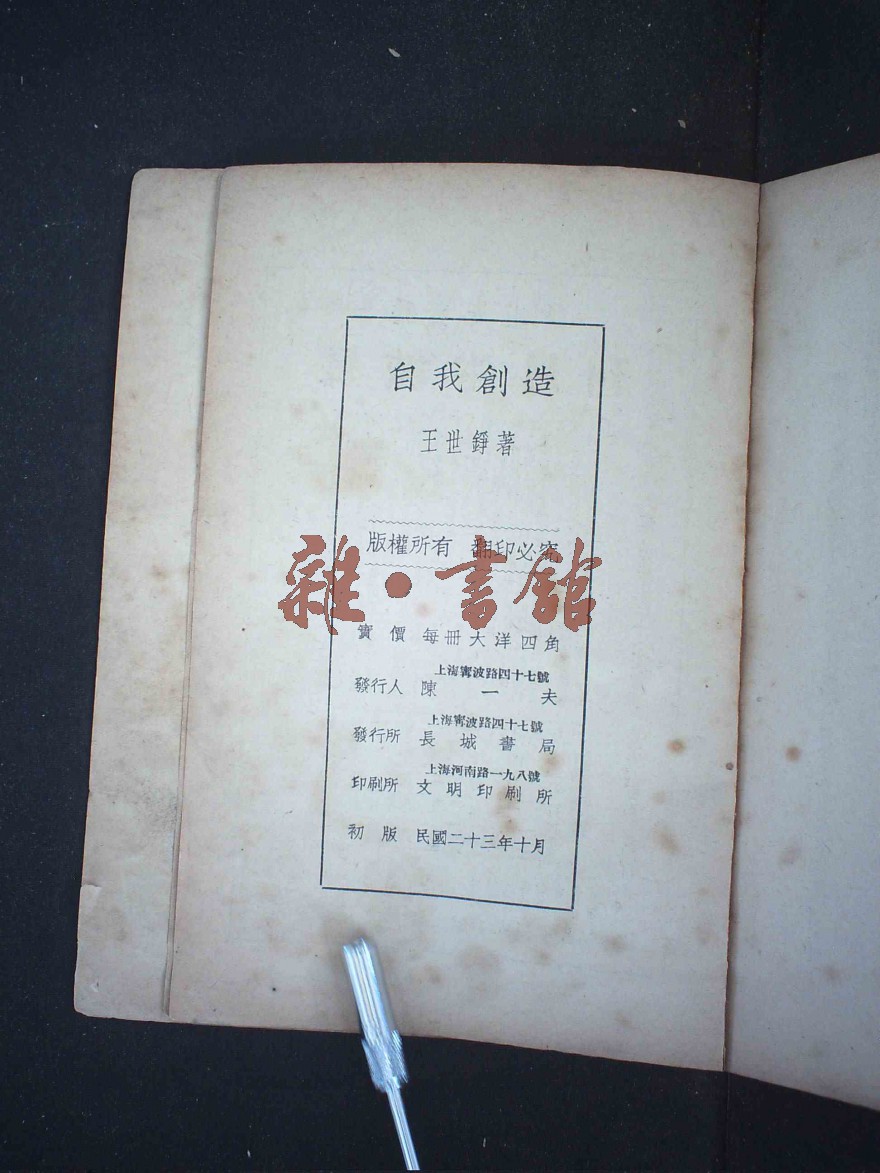 自我創造
王世錚著
版權所有 翻印必究
雜·書館
實價 每冊大洋四角
上海寗波路四十七號
發行人 陳一夫
上海寗波路四十七號
發行所 長城書局
上海河南路一九八號
印刷所 文明印刷所
初版 民國二十三年十月